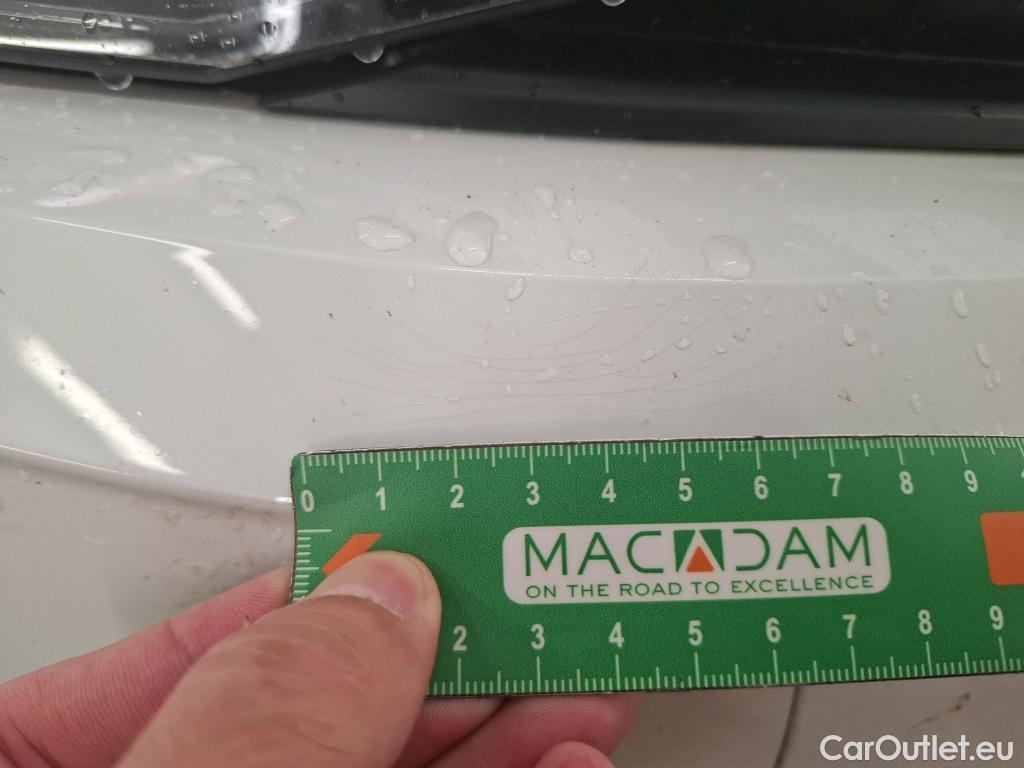 0 1 2 3 4 5 6 7 8 9
MACADAM
ON THE ROAD TO EXCELLENCE
2 3 4 5 6 7 8 9
CarOutlet.eu